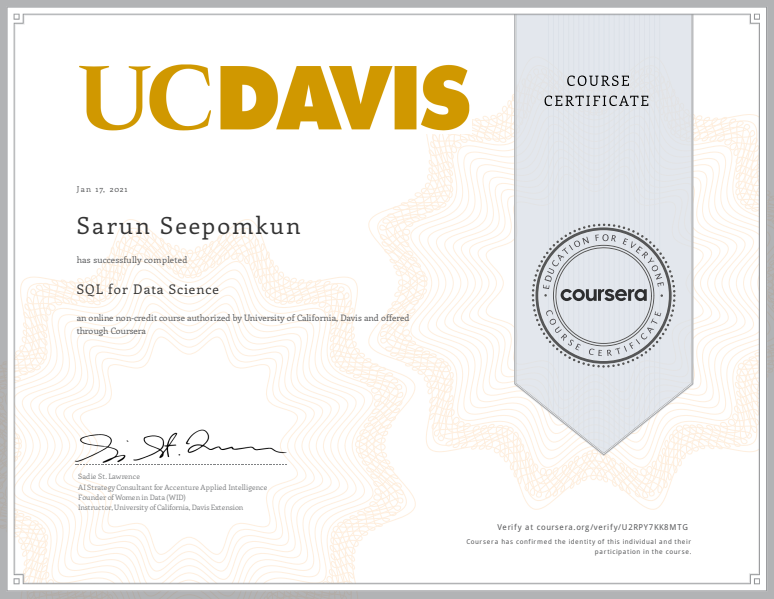 UCDAVIS
COURSE
CERTIFICATE
Jan 17, 2021
Sarun Seepomkun
has successfully completed
SQL for Data Science
an online non-credit course authorized by University of California, Davis and offered
through Coursera
EDUCATION FOR EVERYONE
coursera
COURSE CERTIFICATE
Sadie St. Lawrence
AI Strategy Consultant for Accenture Applied Intelligence
Founder of Women in Data (WID)
Instructor, University of California, Davis Extension
Verify at coursera.org/verify/U2RPY7KK8MTG
Coursera has confirmed the identity of this individual and their
participation in the course.